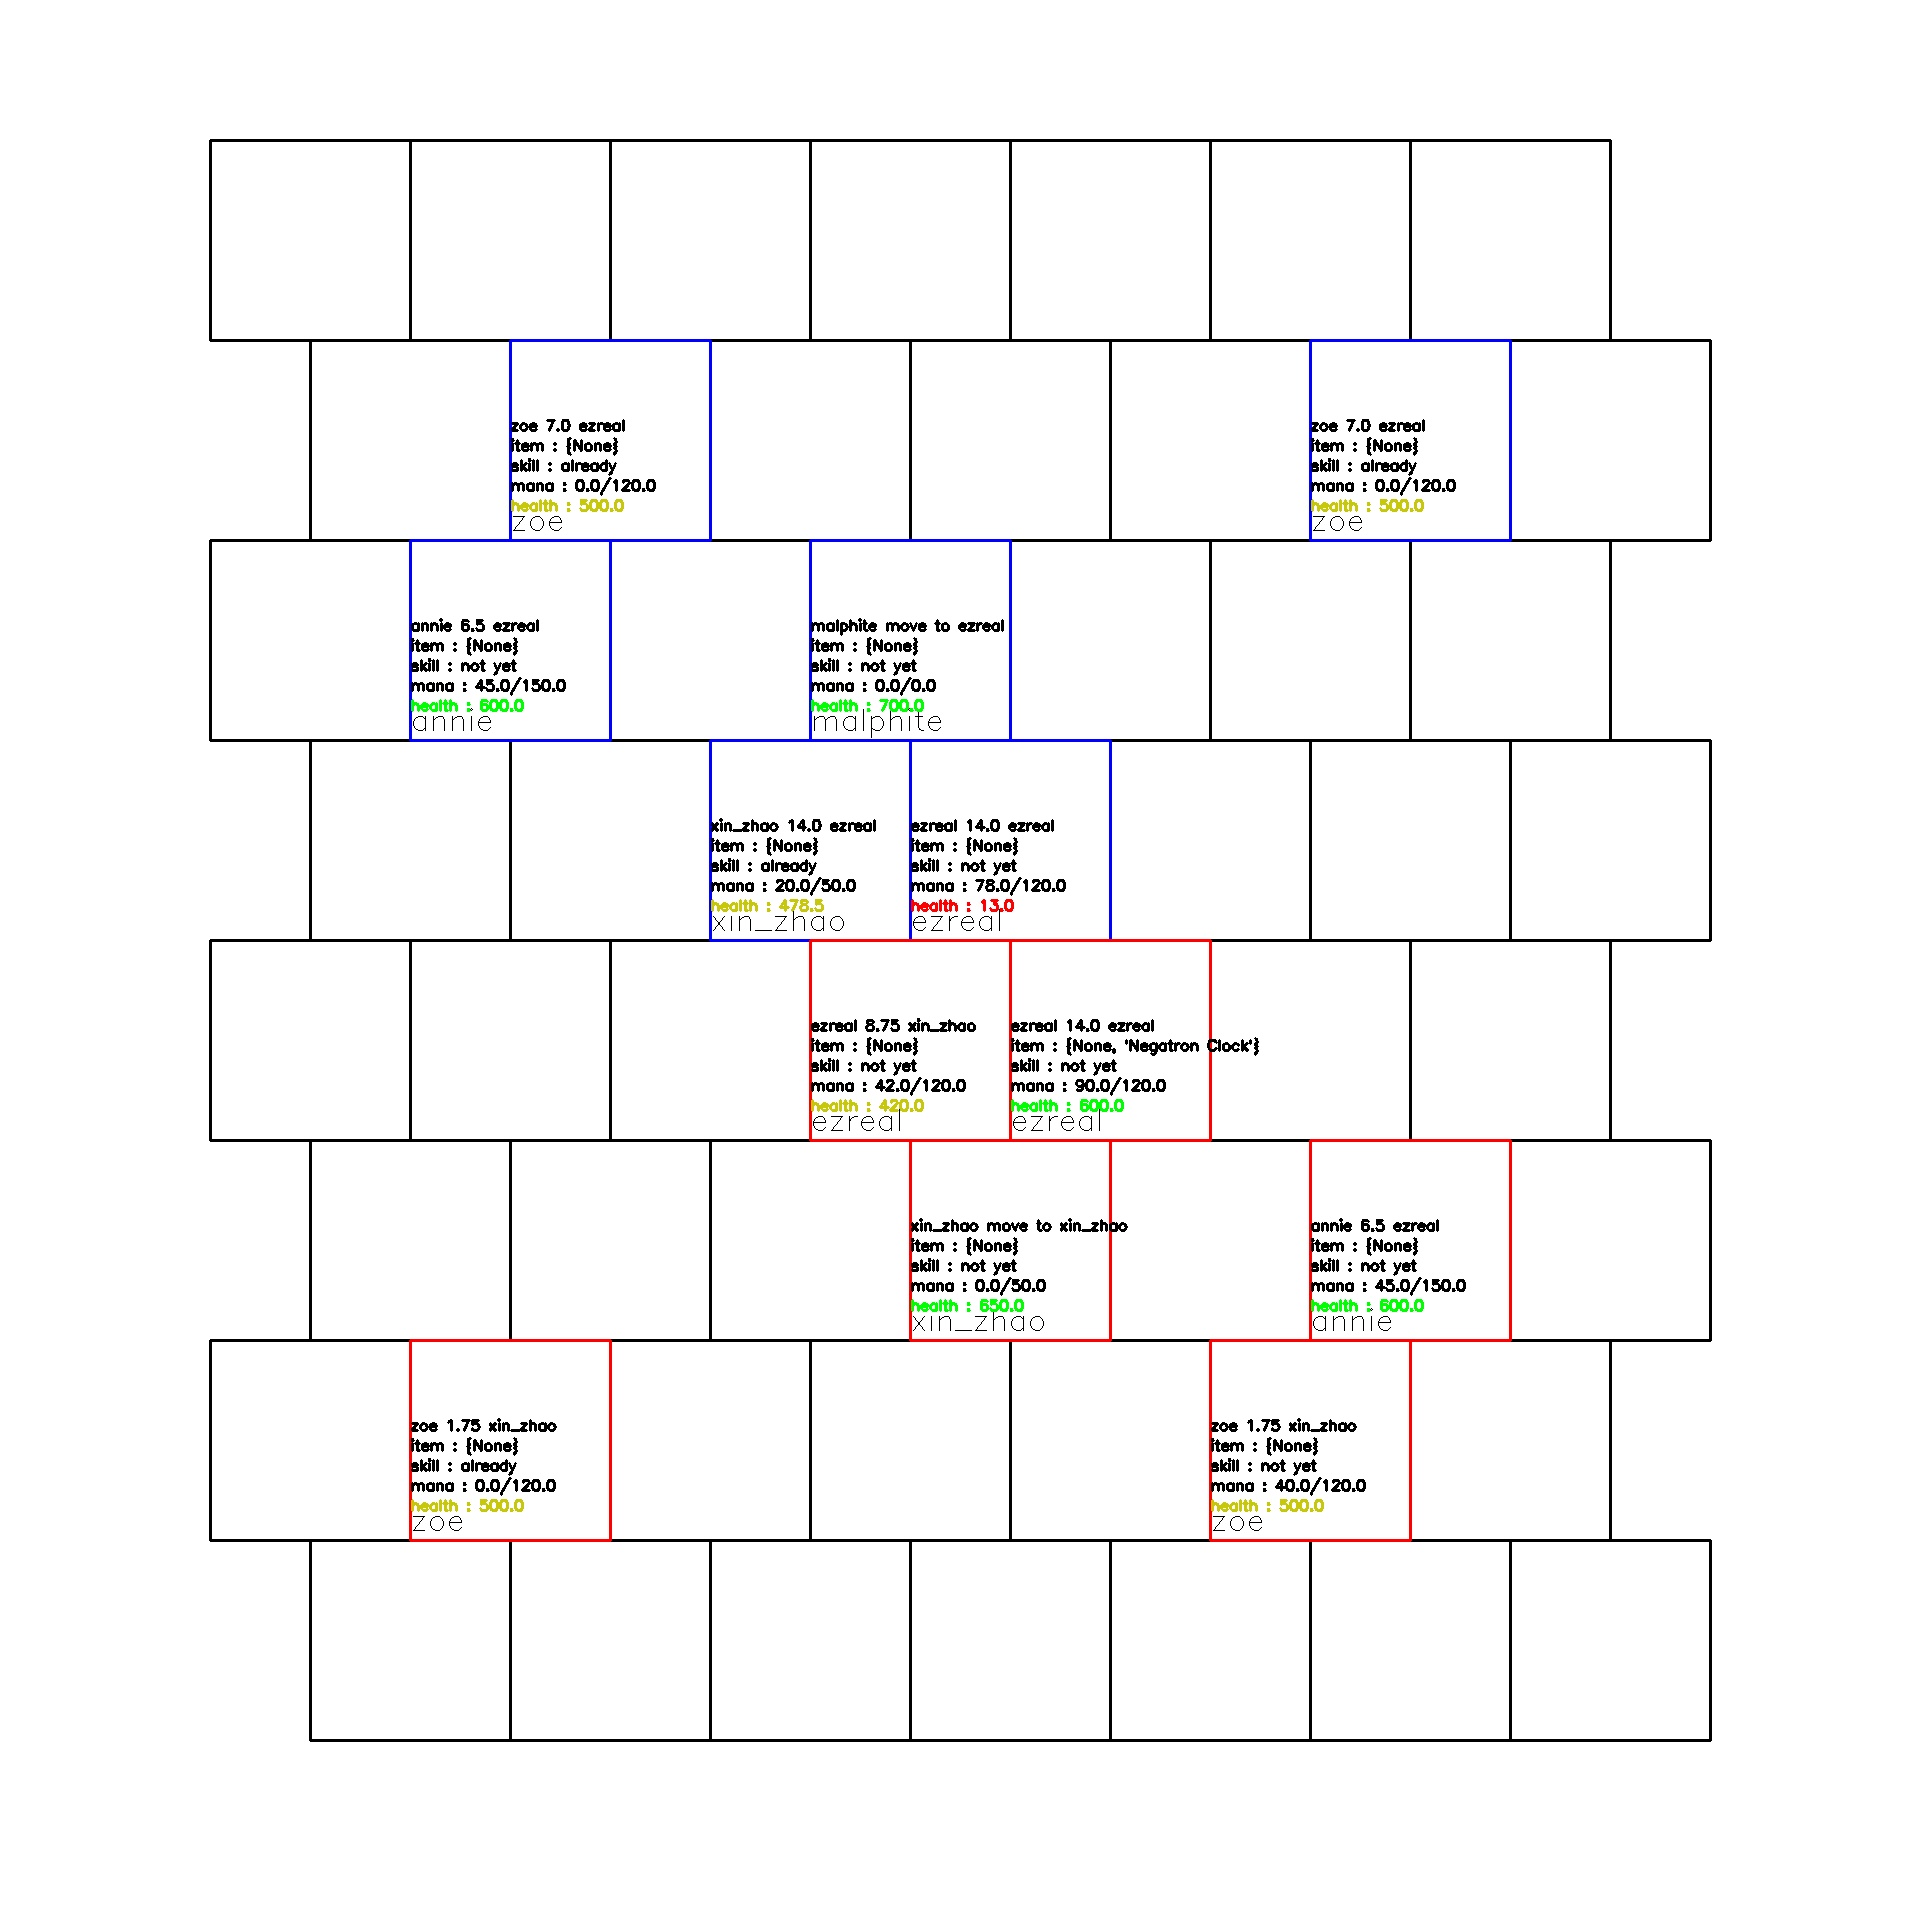 zoe 7.0 ezreal
item : {None}
skill : already
mana : 0.0/120.0
health : 500.0
zoe
zoe 7.0 ezreal
item : {None}
skill : already
mana : 0.0/120.0
health : 500.0
zoe
annie 6.5 ezreal
item : {None}
skill : not yet
mana : 45.0/150.0
health : 600.0
annie
malphite move to ezreal
item : {None}
skill : not yet
mana : 0.0/0.0
health : 700.0
malphite
xin_zhao 14.0 ezreal
item : {None}
skill : already
mana : 20.0/50.0
health : 478.5
xin_zhao
ezreal 14.0 ezreal
item : {None}
skill : not yet
mana : 78.0/120.0
health : 13.0
ezreal
ezreal 8.75 xin_zhao
item : {None}
skill : not yet
mana : 42.0/120.0
health : 420.0
ezreal
ezreal 14.0 ezreal
item : {None, 'Negatron Clock'}
skill : not yet
mana : 90.0/120.0
health : 600.0
ezreal
xin_zhao move to xin_zhao
item : {None}
skill : not yet
mana : 0.0/50.0
health : 650.0
xin_zhao
annie 6.5 ezreal
item : {None}
skill : not yet
mana : 45.0/150.0
health : 600.0
annie
zoe 1.75 xin_zhao
item : {None}
skill : already
mana : 0.0/120.0
health : 500.0
zoe
zoe 1.75 xin_zhao
item : {None}
skill : not yet
mana : 40.0/120.0
health : 500.0
zoe